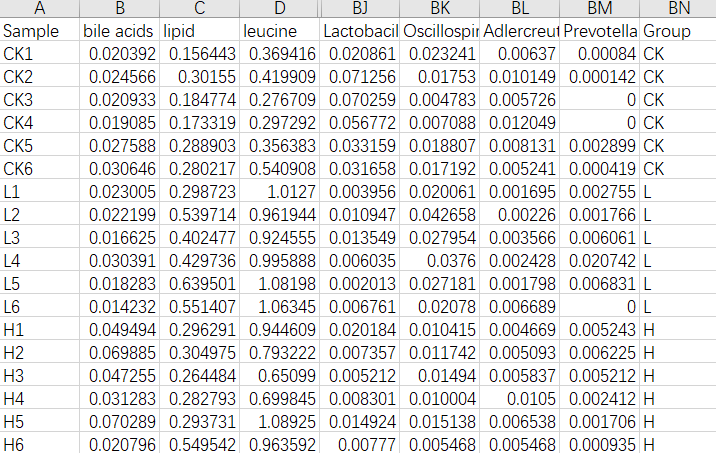 A B C D BJ BK BL BM BN
Sample bile acids lipid leucine Lactobacil Oscillospir Adlercreut Prevotella Group
CK1 0.020392 0.156443 0.369416 0.020861 0.023241 0.00637 0.00084 CK
CK2 0.024566 0.30155 0.419909 0.071256 0.01753 0.010149 0.000142 CK
CK3 0.020933 0.184774 0.276709 0.070259 0.004783 0.005726 0 CK
CK4 0.019085 0.173319 0.297292 0.056772 0.007088 0.012049 0 CK
CK5 0.027588 0.288903 0.356383 0.033159 0.018807 0.008131 0.002899 CK
CK6 0.030646 0.280217 0.540908 0.031658 0.017192 0.005241 0.000419 CK
L1 0.023005 0.298723 1.0127 0.003956 0.020061 0.001695 0.002755 L
L2 0.022199 0.539714 0.961944 0.010947 0.042658 0.00226 0.001766 L
L3 0.016625 0.402477 0.924555 0.013549 0.027954 0.003566 0.006061 L
L4 0.030391 0.429736 0.995888 0.006035 0.0376 0.002428 0.020742 L
L5 0.018283 0.639501 1.08198 0.002013 0.027181 0.001798 0.006831 L
L6 0.014232 0.551407 1.06345 0.006761 0.02078 0.006689 0 L
H1 0.049494 0.296291 0.944609 0.020184 0.010415 0.004669 0.005243 H
H2 0.069885 0.304975 0.793222 0.007357 0.011742 0.005093 0.006225 H
H3 0.047255 0.264484 0.65099 0.005212 0.01494 0.005837 0.005212 H
H4 0.031283 0.282793 0.699845 0.008301 0.010004 0.0105 0.002412 H
H5 0.070289 0.293731 1.08925 0.014924 0.015138 0.006538 0.001706 H
H6 0.020796 0.549542 0.963592 0.00777 0.005468 0.005468 0.000935 H